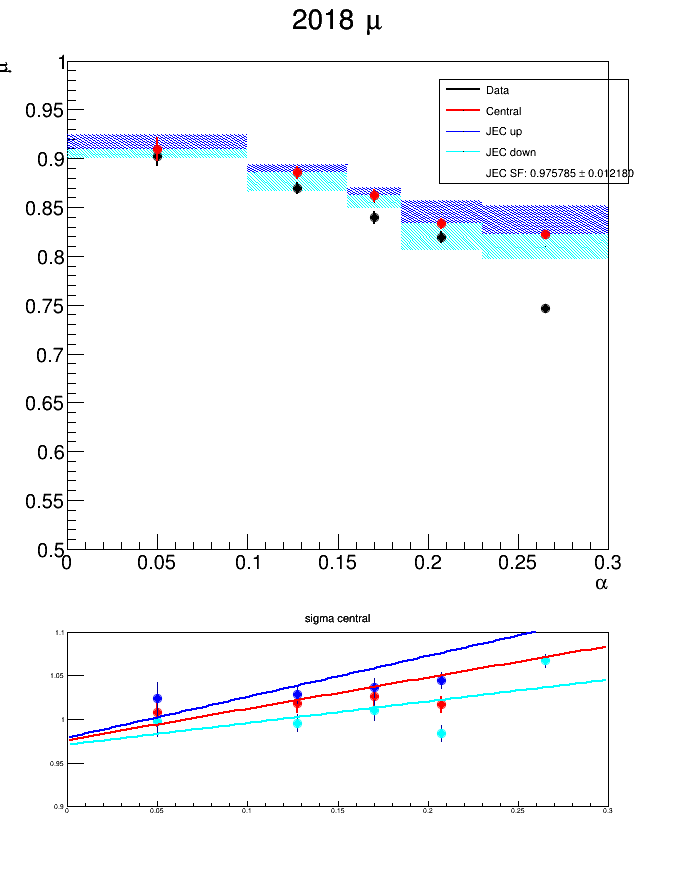 2018 μ
μ
1
0.95
0.9
0.85
0.8
0.75
0.7
0.65
0.6
0.55
0.5
0 0.05 0.1 0.15 0.2 0.25 0.3
α
Data
Central
JEC up
JEC down
JEC SF: 0.975785 ± 0.012180
sigma central
1.1
1.05
1
0.95
0.9
0 0.05 0.1 0.15 0.2 0.25 0.3